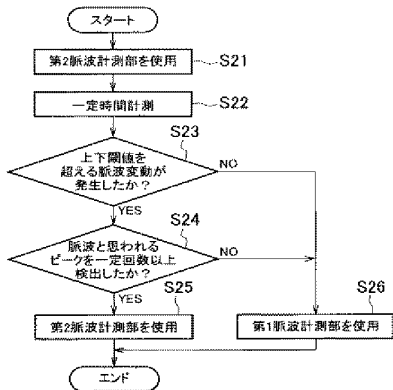 スタート
第2脈波計測部を使用
S21
一定時間計測
S22
S23
上下閾値を
超える脈波変動が
発生したか？
NO
YES
S24
脈波と思われる
ピークを一定回数以上
検出したか？
NO
YES
S25
S26
第2脈波計測部を使用
第1脈波計測部を使用
エンド